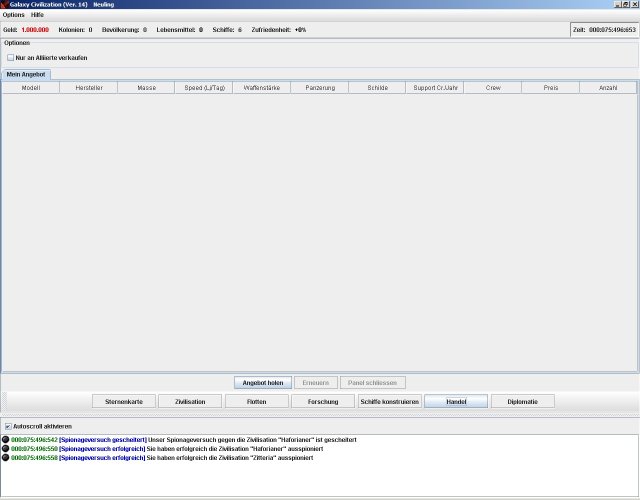 Galaxy Civilization (Ver. 14) Neuling
Options Hilfe
Geld: 1.000.000 Kolonien: 0 Bevölkerung: 0 Lebensmittel: 0 Schiffe: 6 Zufriedenheit: +0% Zeit: 000:075:496:653
Optionen
Nur an Alliierte verkaufen
Mein Angebot
Modell Hersteller Masse Speed (Lj/Tag) Waffenstärke Panzerung Schilde Support Cr./Jahr Crew Preis Anzahl
Angebot holen Erneuern Panel schliessen
Sternenkarte Zivilisation Flotten Forschung Schiffe konstruieren Handel Diplomatie
Autoscroll aktivieren
000:075:496:542 [Spionageversuch gescheitert] Unser Spionageversuch gegen die Zivilisation "Haforianer" ist gescheitert
000:075:496:550 [Spionageversuch erfolgreich] Sie haben erfolgreich die Zivilisation "Haforianer" ausspioniert
000:075:496:558 [Spionageversuch erfolgreich] Sie haben erfolgreich die Zivilisation "Zitteria" ausspioniert